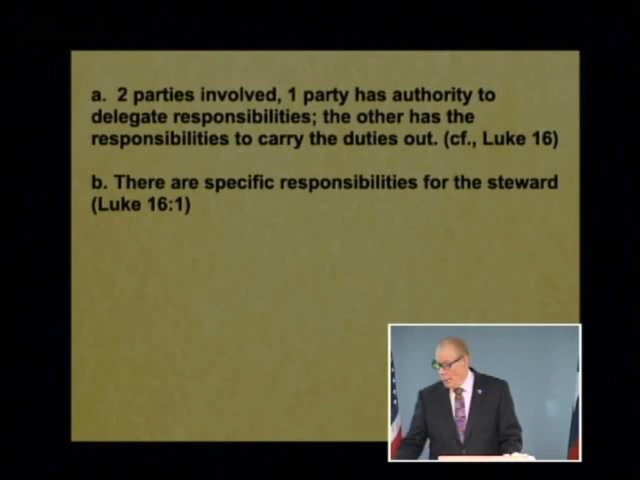 a.  2 parties involved, 1 party has authority to
delegate responsibilities; the other has the
responsibilities to carry the duties out. (cf., Luke 16)
b. There are specific responsibilities for the steward
(Luke 16:1)